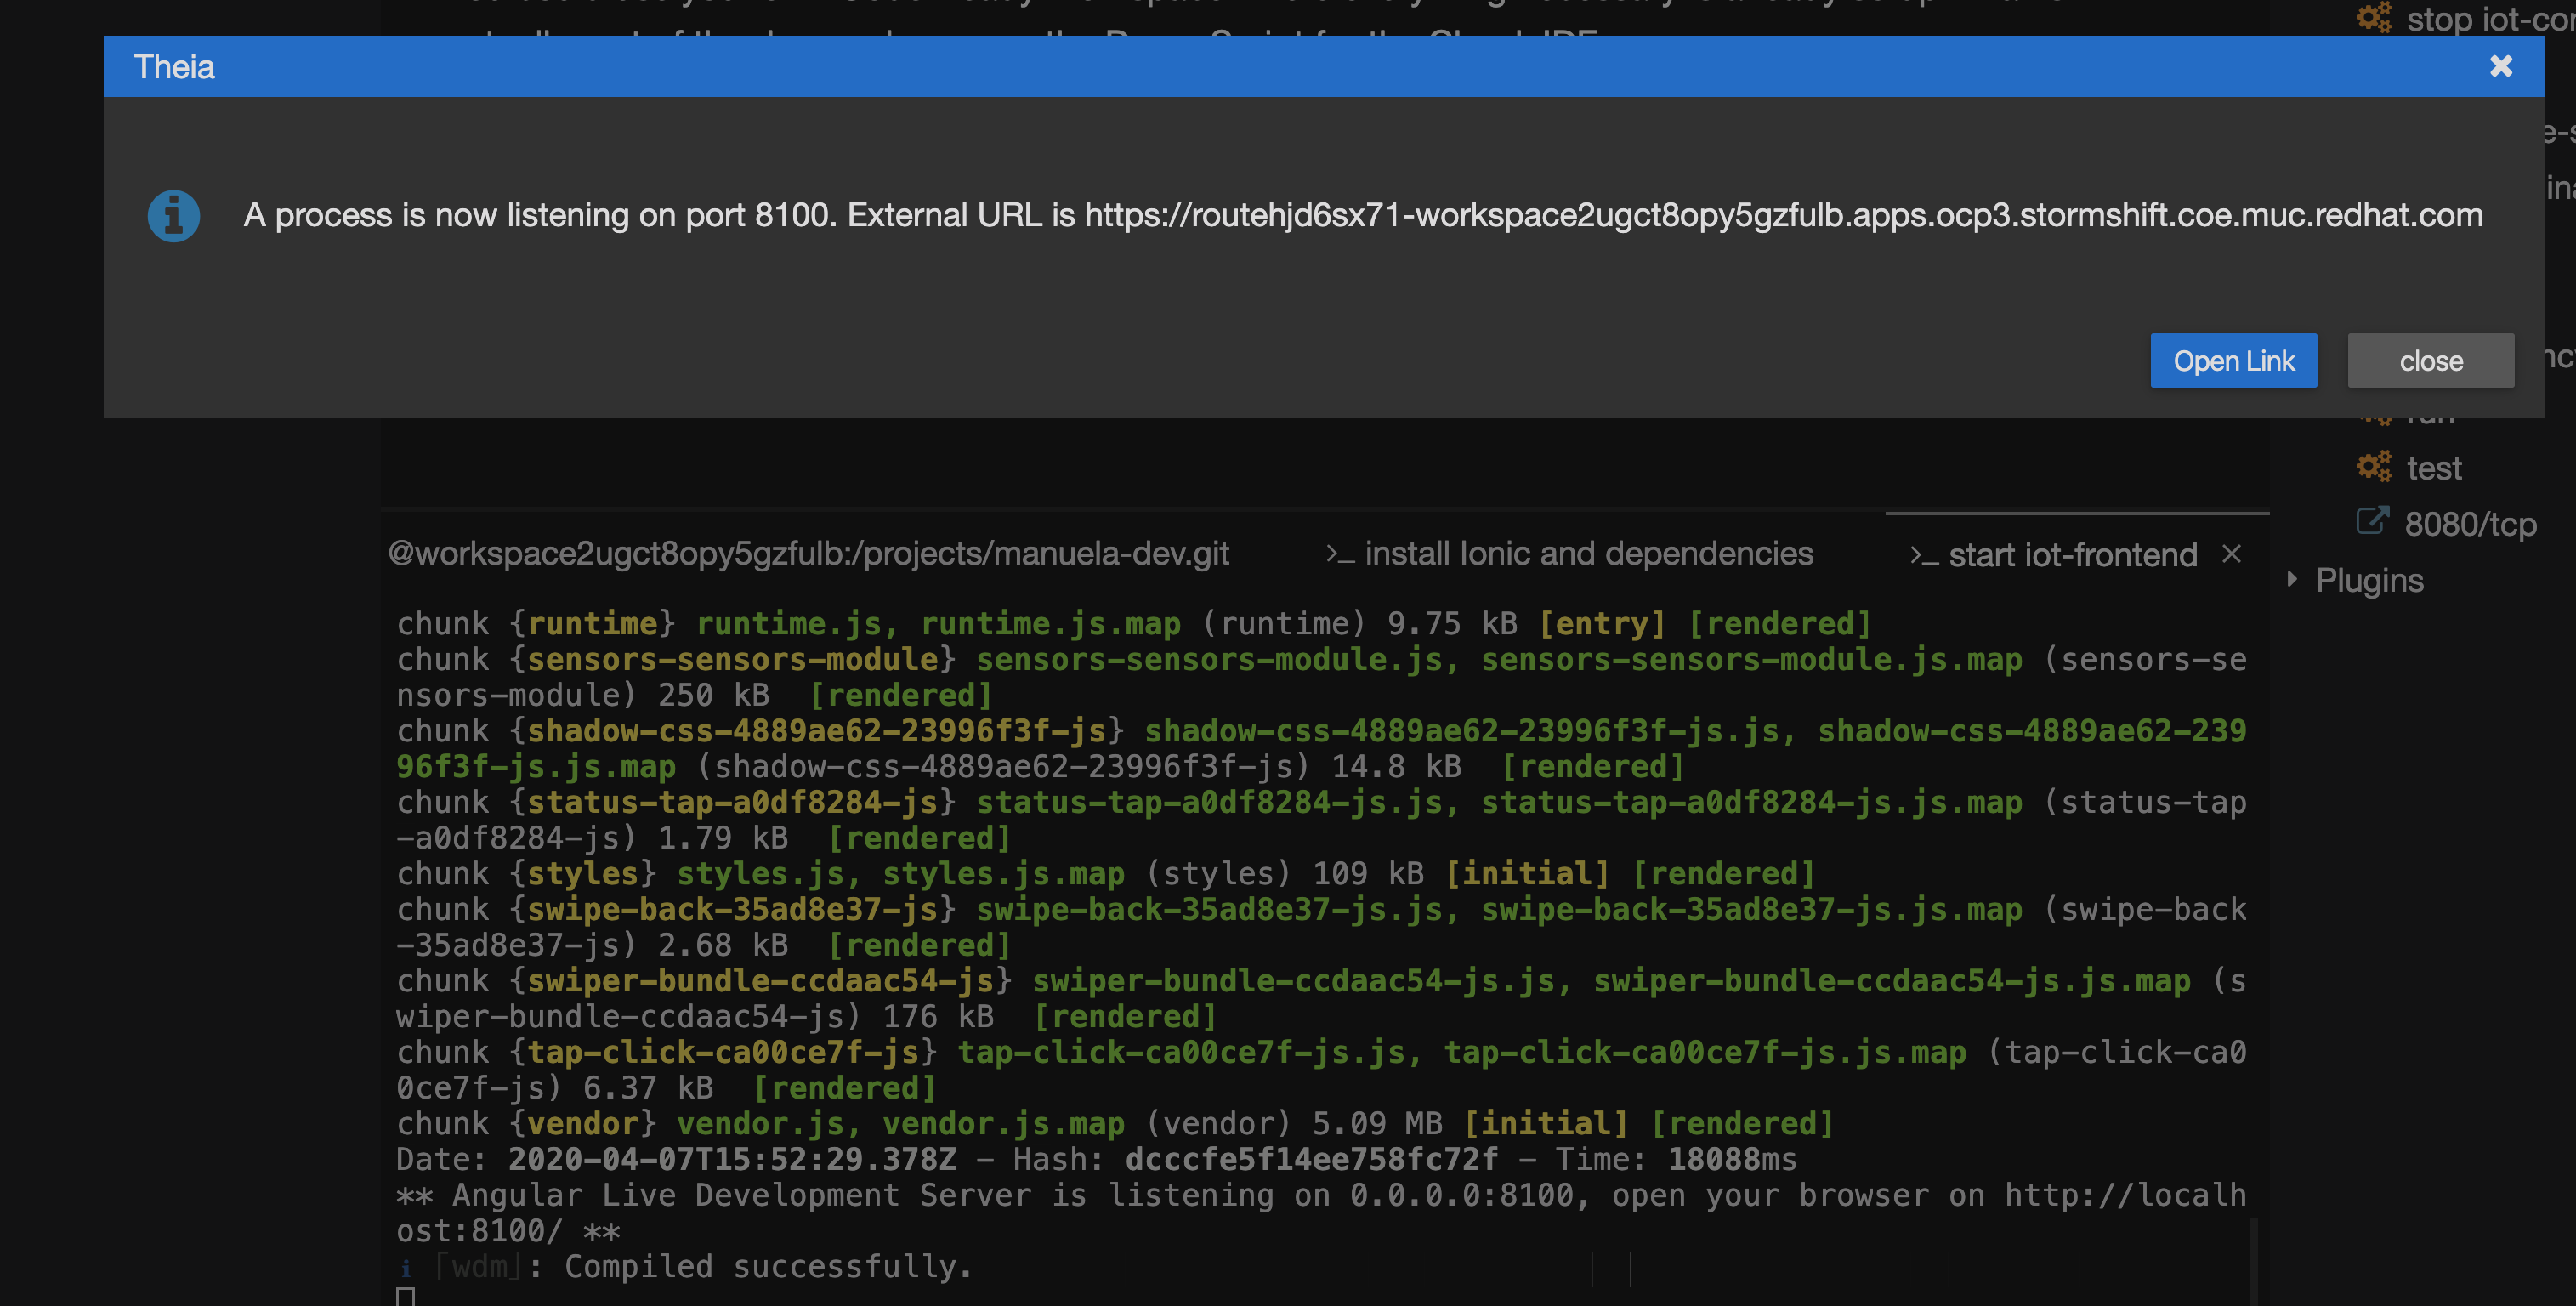 stop iot-con
Theia
A process is now listening on port 8100. External URL is https://routehjd6sx71-workspace2ugct8opy5gzfulb.apps.ocp3.stormshift.coe.muc.redhat.com
Open Link
close
run
test
8080/tcp
Plugins
@workspace2ugct8opy5gzfulb:/projects/manuela-dev.git
>_ install Ionic and dependencies
>_ start iot-frontend
chunk {runtime} runtime.js, runtime.js.map (runtime) 9.75 kB [entry] [rendered]
chunk {sensors-sensors-module} sensors-sensors-module.js, sensors-sensors-module.js.map (sensors-se
nsors-module) 250 kB  [rendered]
chunk {shadow-css-4889ae62-23996f3f-js} shadow-css-4889ae62-23996f3f-js.js, shadow-css-4889ae62-239
96f3f-js.js.map (shadow-css-4889ae62-23996f3f-js) 14.8 kB  [rendered]
chunk {status-tap-a0df8284-js} status-tap-a0df8284-js.js, status-tap-a0df8284-js.js.map (status-tap
-a0df8284-js) 1.79 kB  [rendered]
chunk {styles} styles.js, styles.js.map (styles) 109 kB [initial] [rendered]
chunk {swipe-back-35ad8e37-js} swipe-back-35ad8e37-js.js, swipe-back-35ad8e37-js.js.map (swipe-back
-35ad8e37-js) 2.68 kB  [rendered]
chunk {swiper-bundle-ccdaac54-js} swiper-bundle-ccdaac54-js.js, swiper-bundle-ccdaac54-js.js.map (s
wiper-bundle-ccdaac54-js) 176 kB  [rendered]
chunk {tap-click-ca00ce7f-js} tap-click-ca00ce7f-js.js, tap-click-ca00ce7f-js.js.map (tap-click-ca0
0ce7f-js) 6.37 kB  [rendered]
chunk {vendor} vendor.js, vendor.js.map (vendor) 5.09 MB [initial] [rendered]
Date: 2020-04-07T15:52:29.378Z - Hash: dcccfe5f14ee758fc72f - Time: 18088ms
** Angular Live Development Server is listening on 0.0.0.0:8100, open your browser on http://localh
ost:8100/ **
i ｢wdm｣: Compiled successfully.